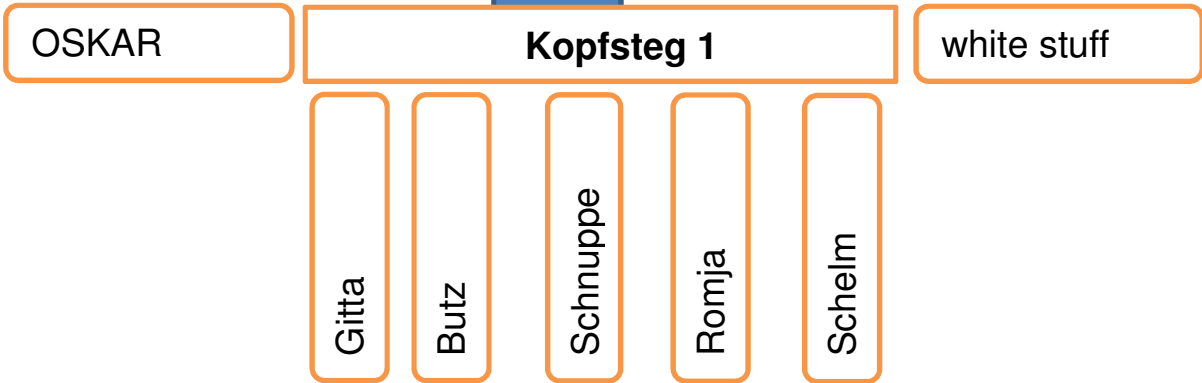 OSKAR
Kopfsteg 1
white stuff
Gitta
Butz
Schnuppe
Romja
Schelm